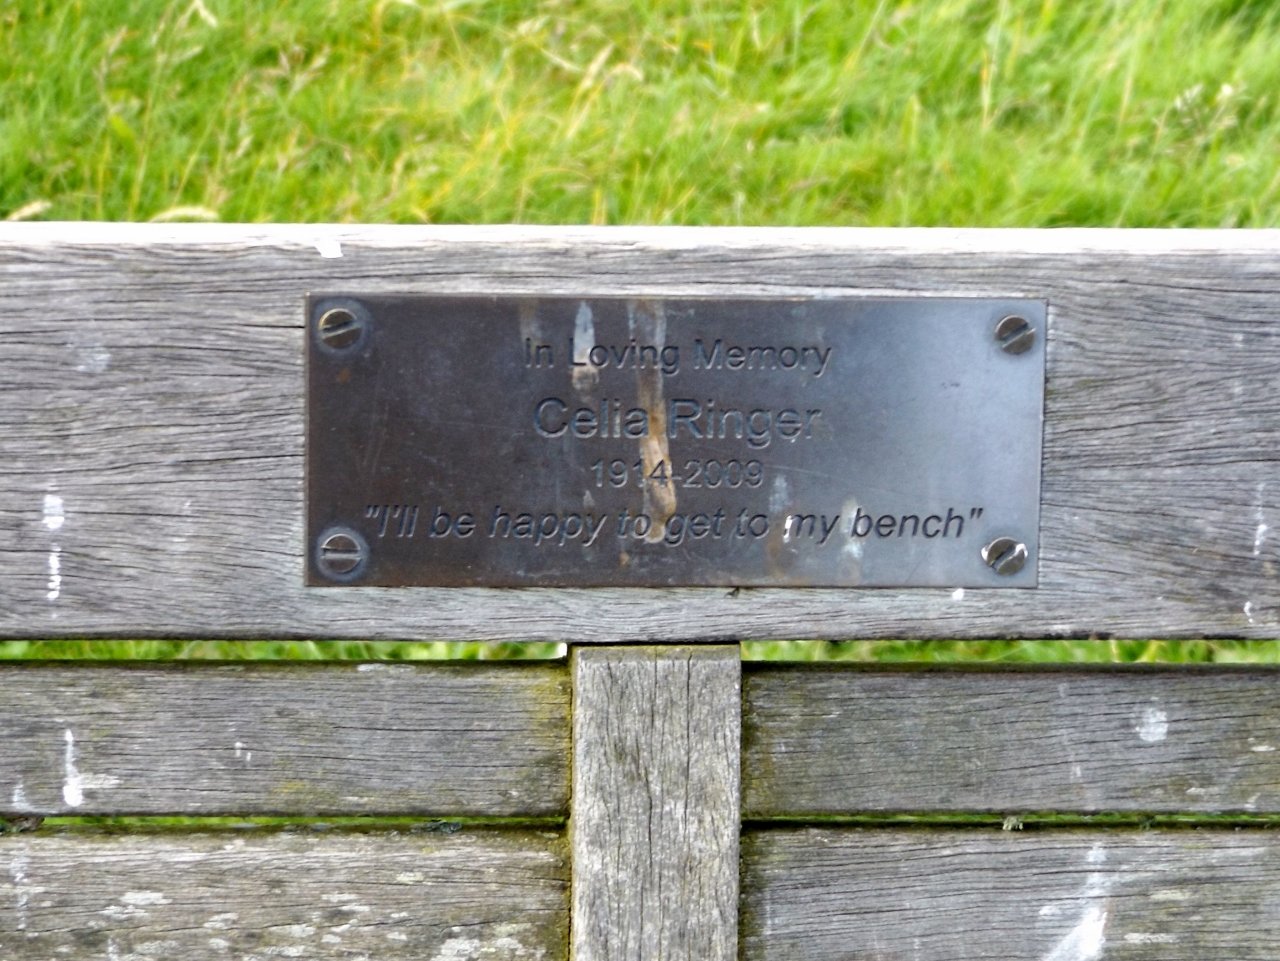 In Loving Memory
Celia Ringer
1914-2009
"I'll be happy to get to my bench"